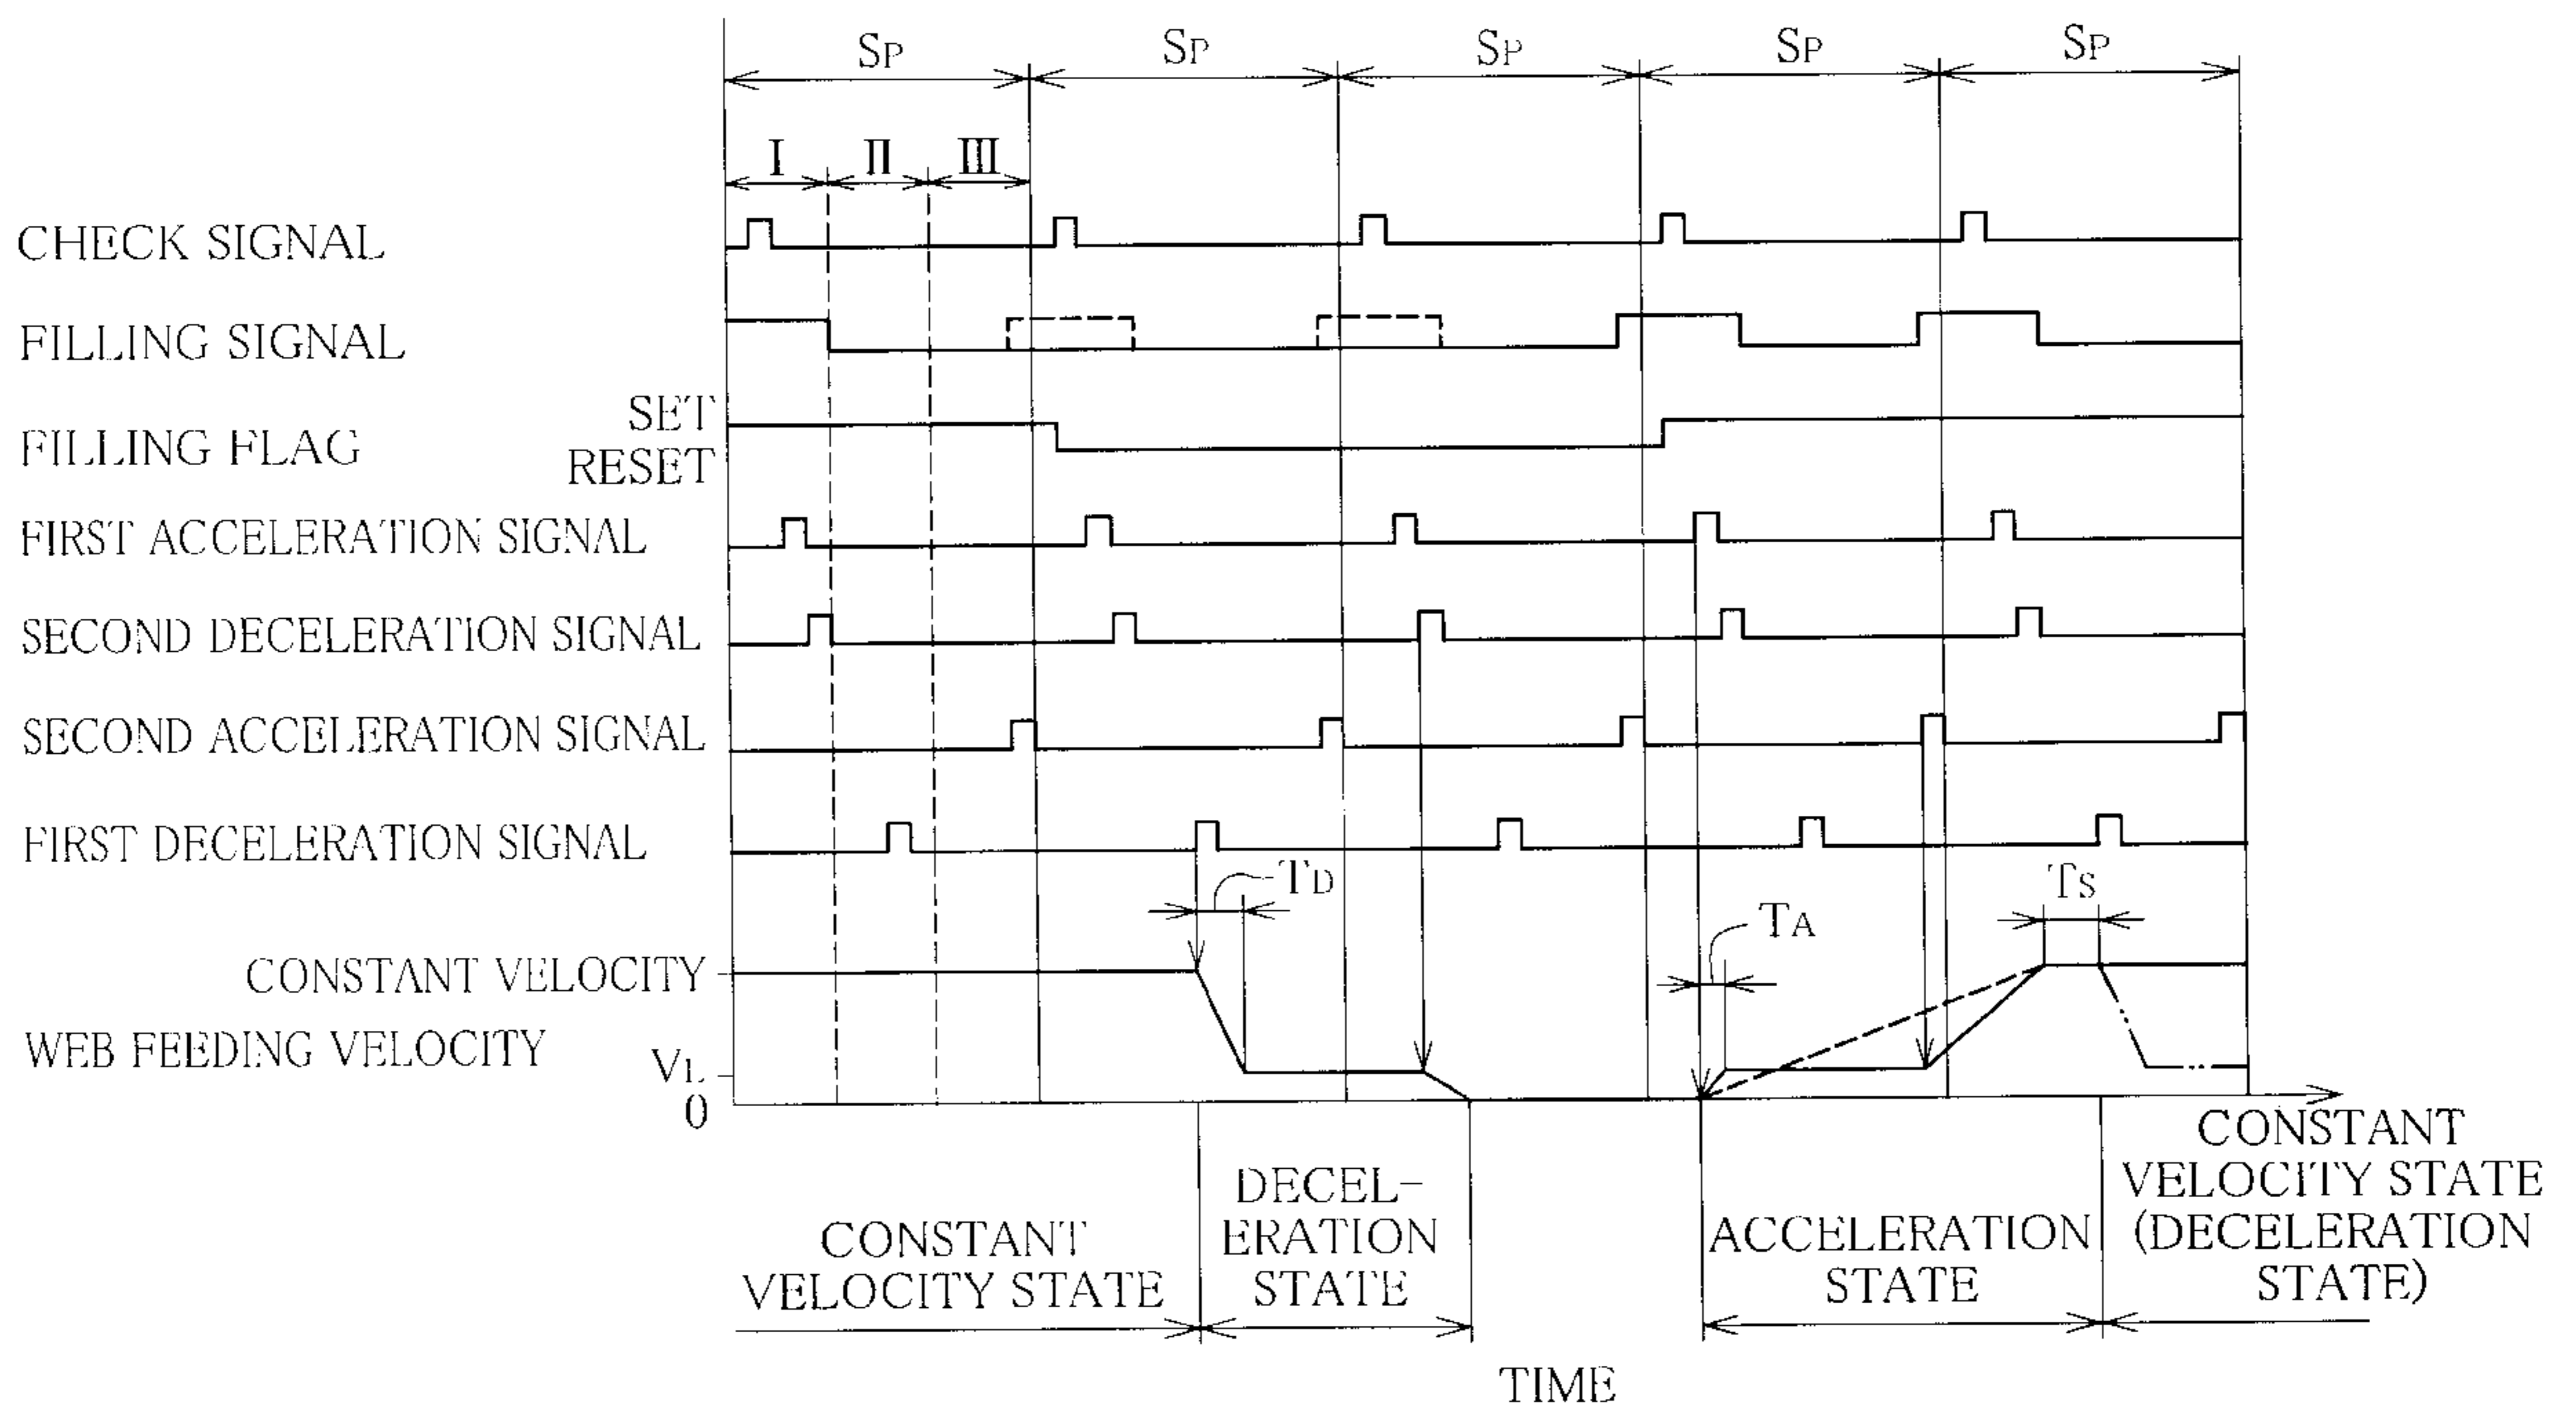 SP SP SP SP SP
I II III
CHECK SIGNAL
FILLING SIGNAL
SET
FILLING FLAG
RESET
FIRST ACCELERATION SIGNAL
SECOND DECELERATION SIGNAL
SECOND ACCELERATION SIGNAL
FIRST DECELERATION SIGNAL
TD
TS
TA
CONSTANT VELOCITY
WEB FEEDING VELOCITY
VL
0
CONSTANT
VELOCITY STATE
DECEL-
ERATION
STATE
ACCELERATION
STATE
CONSTANT
VELOCITY STATE
(DECELERATION
STATE)
TIME